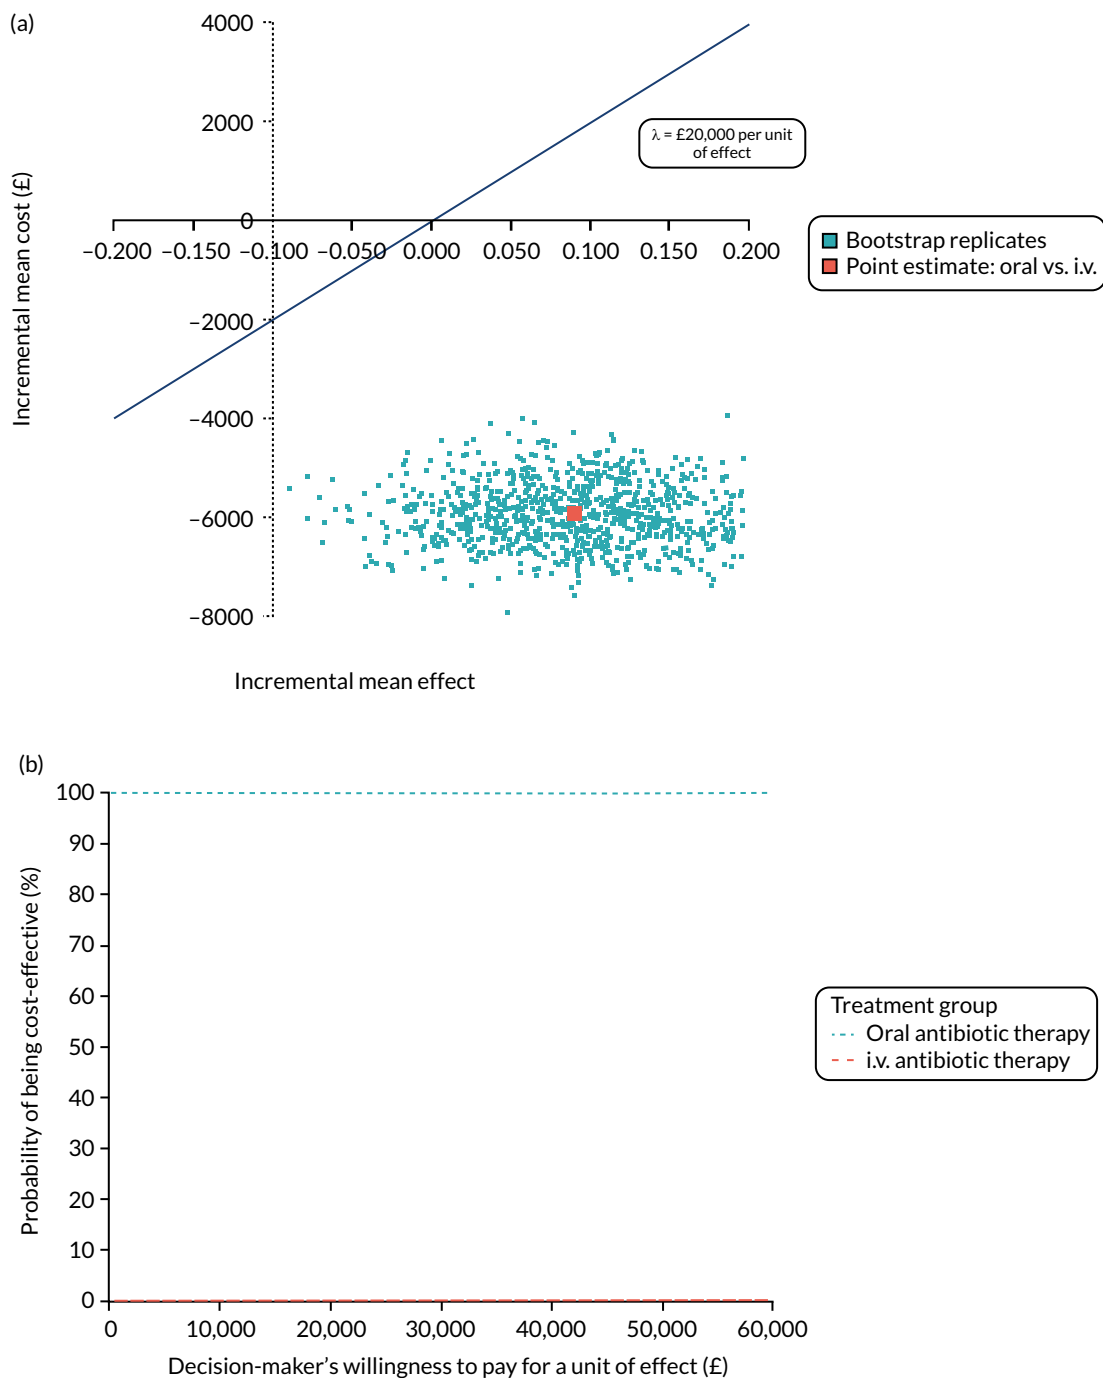 (a)
4000
2000
0
−2000
−4000
−6000
−8000
Incremental mean cost (£)
−0.200 −0.150 −0.100 −0.050 0.000 0.050 0.100 0.150 0.200
Incremental mean effect
λ = £20,000 per unit
of effect
Bootstrap replicates
Point estimate: oral vs. i.v.
(b)
100
90
80
70
60
50
40
30
20
10
0
Probability of being cost-effective (%)
0 10,000 20,000 30,000 40,000 50,000 60,000
Decision-maker’s willingness to pay for a unit of effect (£)
Treatment group
Oral antibiotic therapy
i.v. antibiotic therapy